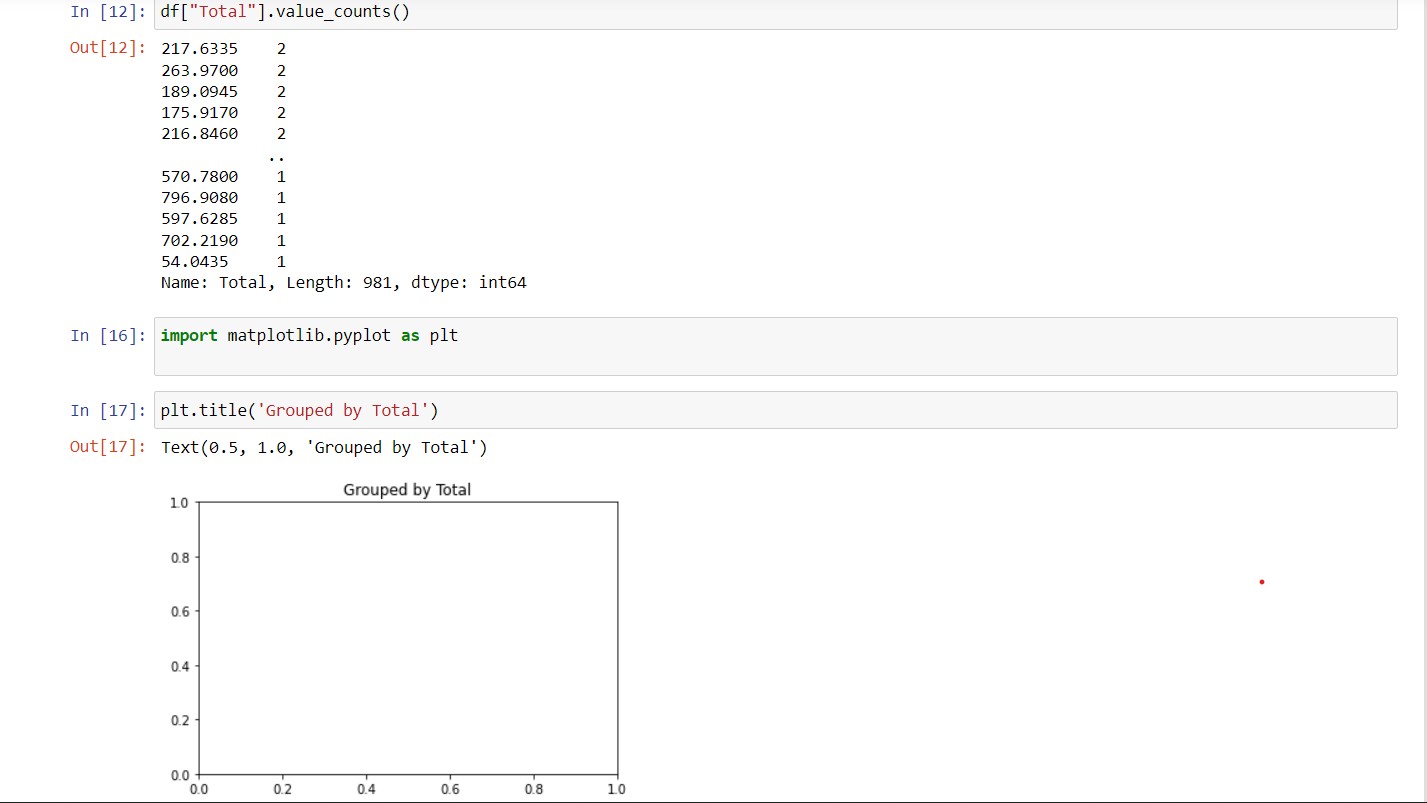 In [12]: df["Total"].value_counts()
Out[12]: 217.6335    2
263.9700    2
189.0945    2
175.9170    2
216.8460    2
..
570.7800    1
796.9080    1
597.6285    1
702.2190    1
54.0435    1
Name: Total, Length: 981, dtype: int64
In [16]: import matplotlib.pyplot as plt
In [17]: plt.title('Grouped by Total')
Out[17]: Text(0.5, 1.0, 'Grouped by Total')
Grouped by Total
1.0
0.8
0.6
0.4
0.2
0.0
0.0 0.2 0.4 0.6 0.8 1.0